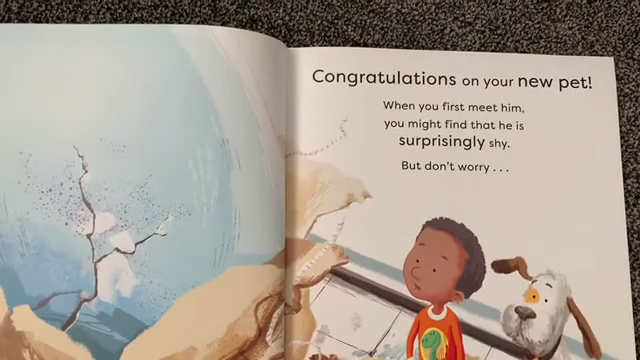 Congratulations on your new pet!
When you first meet him,
you might find that he is
surprisingly shy.
But don't worry . . .